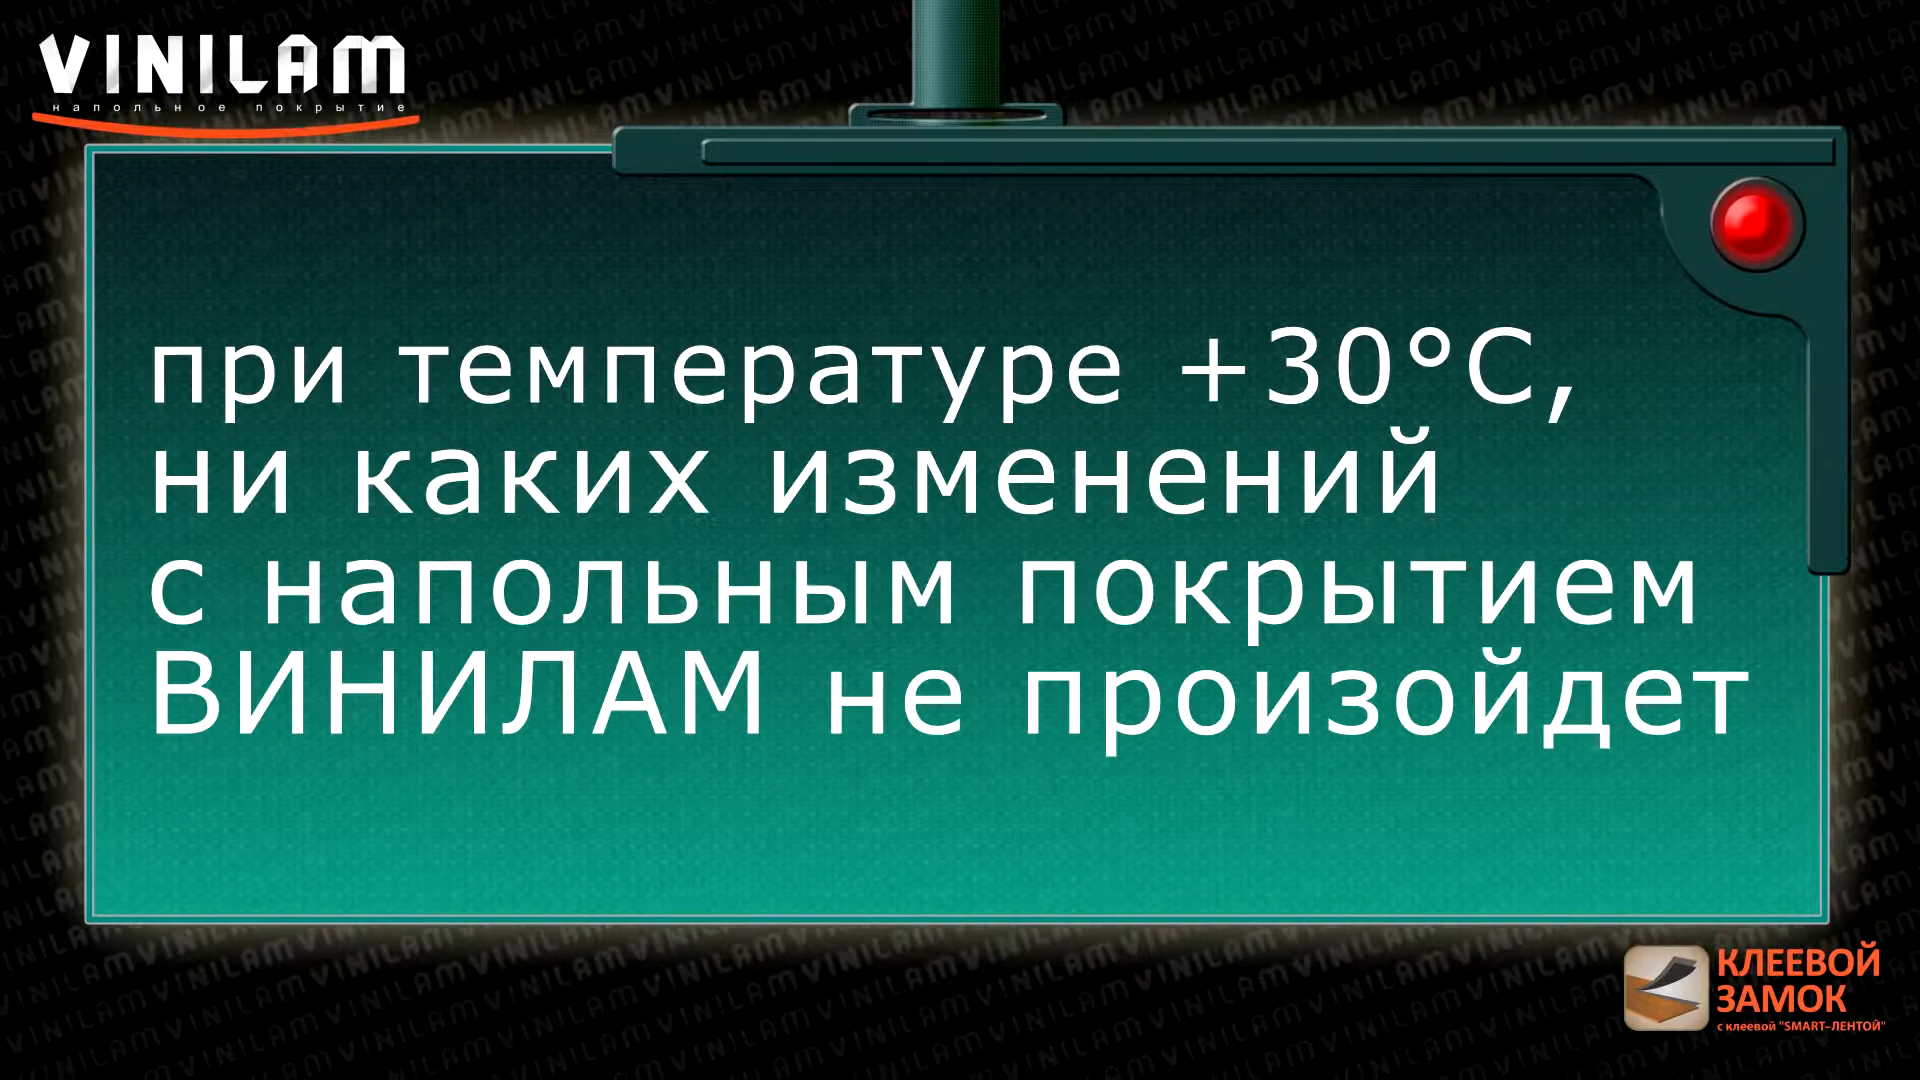 VINILAM
напольное покрытие
при температуре +30°С,
ни каких изменений
с напольным покрытием
ВИНИЛАМ не произойдет
КЛЕЕВОЙ
ЗАМОК
с клеевой "SMART-ЛЕНТОЙ"